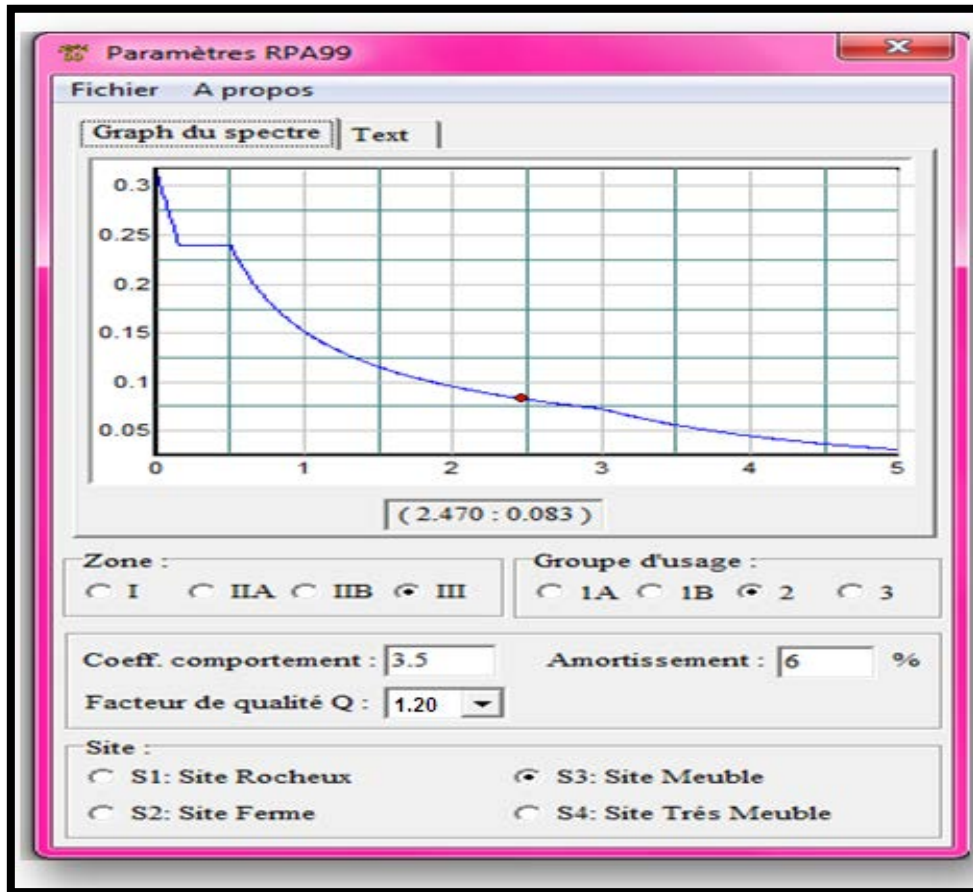 Paramètres RPA99
Fichier A propos
Graph du spectre Text
0.3
0.25
0.2
0.15
0.1
0.05
0 1 2 3 4 5
( 2.470 : 0.083 )
Zone : Groupe d'usage :
I IIA IIB III 1A 1B 2 3
Coeff. comportement : 3.5 Amortissement : 6 %
Facteur de qualité Q : 1.20
Site :
S1: Site Rocheux S3: Site Meuble
S2: Site Ferme S4: Site Trés Meuble